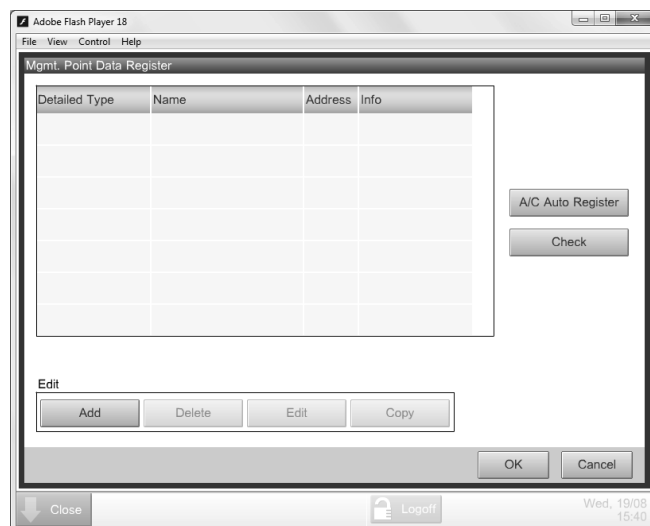 Adobe Flash Player 18
File View Control Help
Mgmt. Point Data Register
Detailed Type Name Address Info
A/C Auto Register
Check
Edit
Add Delete Edit Copy
OK Cancel
Close Logoff Wed, 19/08
15:40